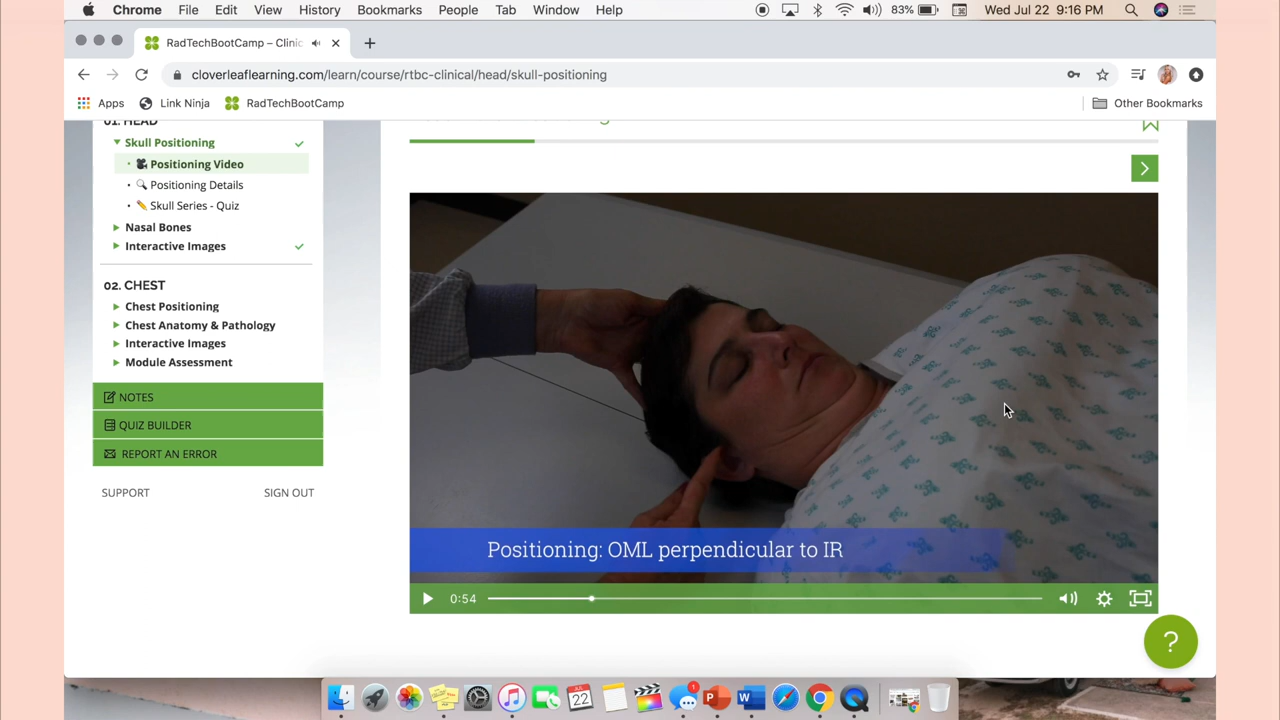 Chrome File Edit View History Bookmarks People Tab Window Help 83% Wed Jul 22 9:16 PM
RadTechBootCamp – Clinic
cloverleaflearning.com/learn/course/rtbc-clinical/head/skull-positioning
Apps Link Ninja RadTechBootCamp Other Bookmarks
01. HEAD
Skull Positioning
Positioning Video
Positioning Details
Skull Series - Quiz
Nasal Bones
Interactive Images
02. CHEST
Chest Positioning
Chest Anatomy & Pathology
Interactive Images
Module Assessment
NOTES
QUIZ BUILDER
REPORT AN ERROR
SUPPORT SIGN OUT
Positioning: OML perpendicular to IR
0:54
?